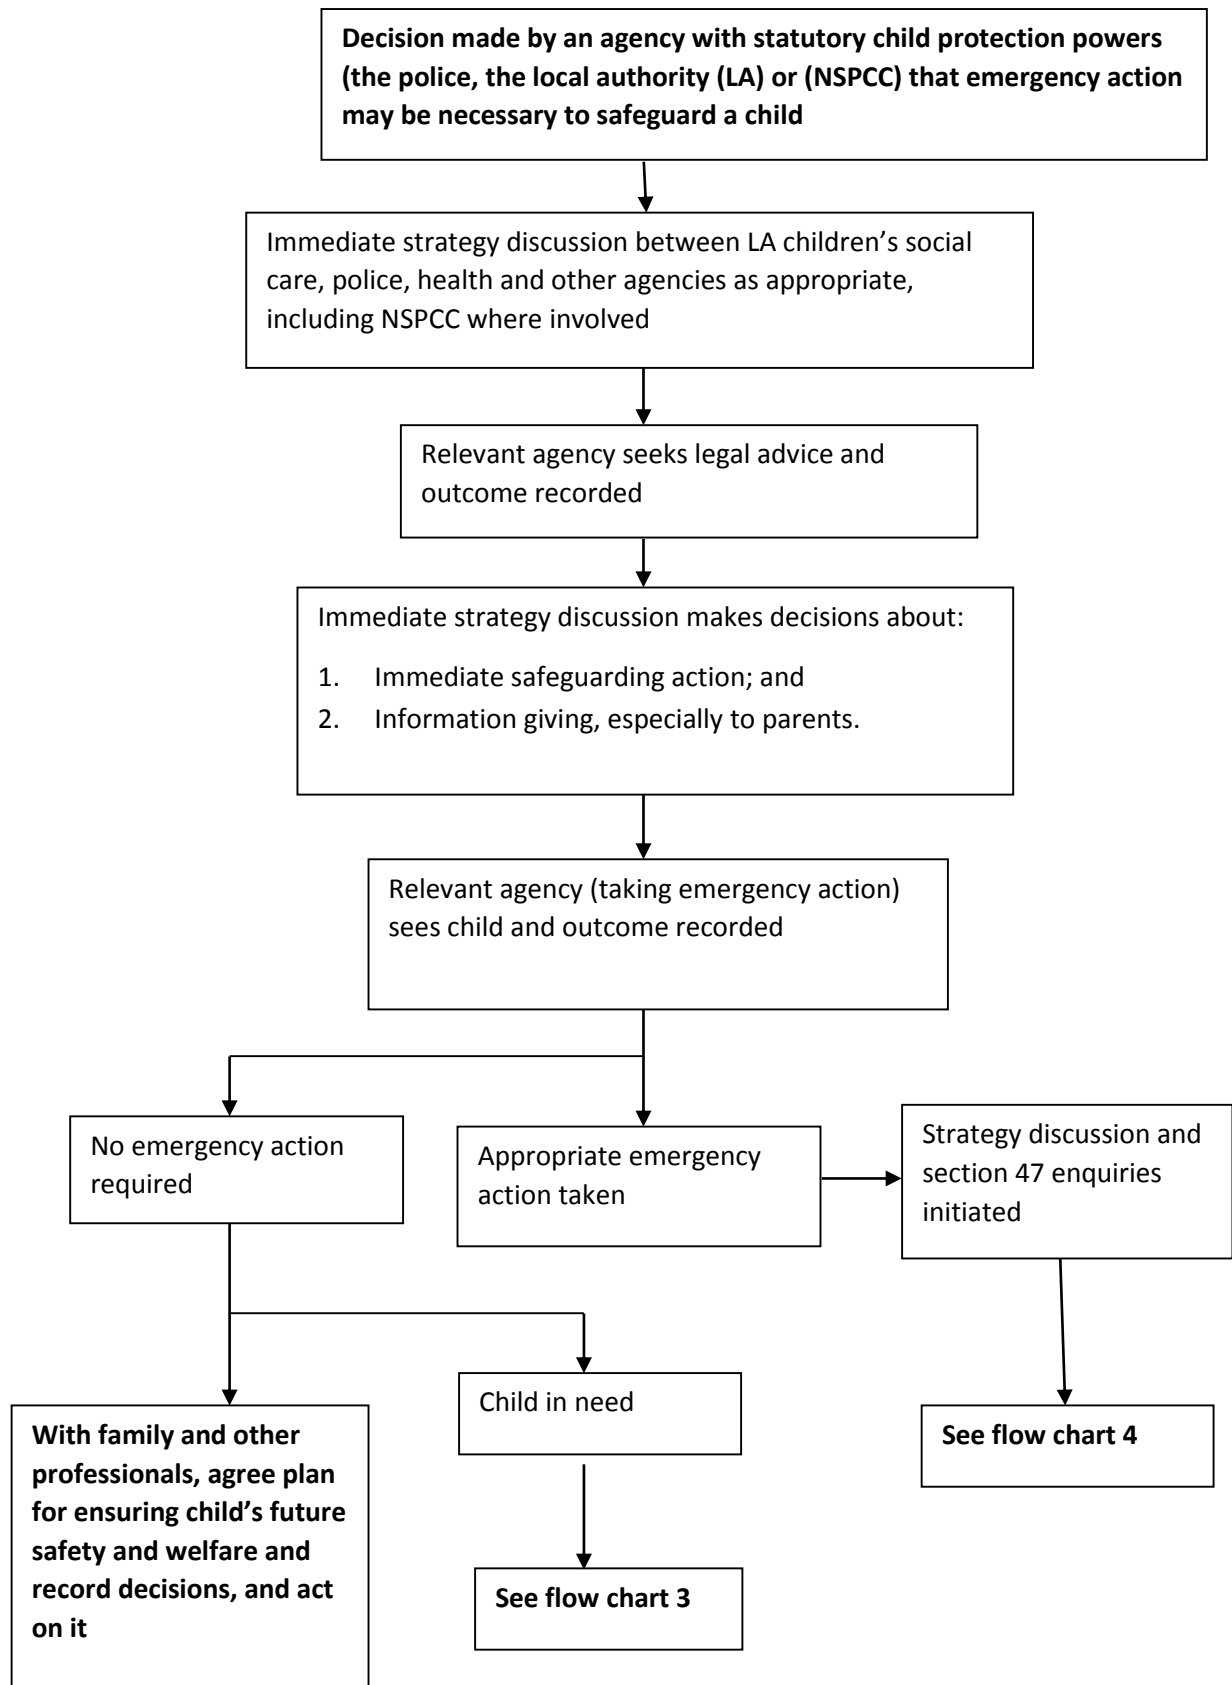 Decision made by an agency with statutory child protection powers
(the police, the local authority (LA) or (NSPCC) that emergency action
may be necessary to safeguard a child
Immediate strategy discussion between LA children’s social
care, police, health and other agencies as appropriate,
including NSPCC where involved
Relevant agency seeks legal advice and
outcome recorded
Immediate strategy discussion makes decisions about:
1. Immediate safeguarding action; and
2. Information giving, especially to parents.
Relevant agency (taking emergency action)
sees child and outcome recorded
No emergency action
required
Appropriate emergency
action taken
Strategy discussion and
section 47 enquiries
initiated
With family and other
professionals, agree plan
for ensuring child’s future
safety and welfare and
record decisions, and act
on it
Child in need
See flow chart 3
See flow chart 4